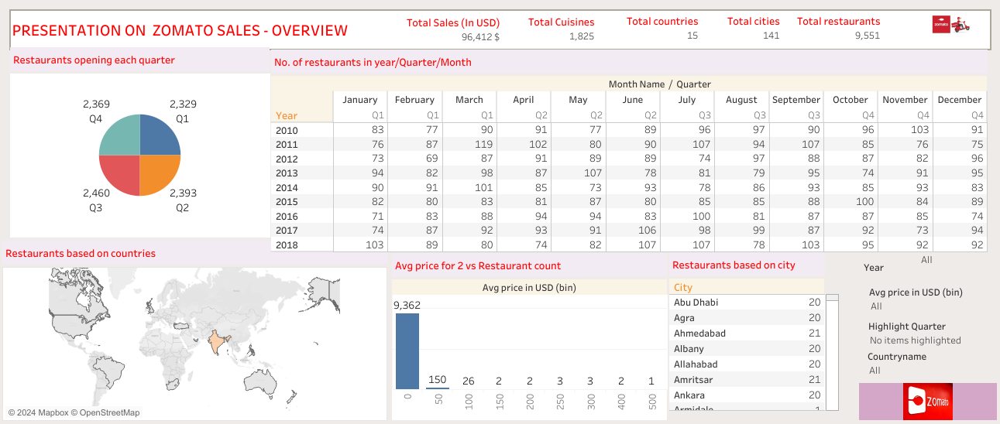 PRESENTATION ON ZOMATO SALES - OVERVIEW
Total Sales (In USD) Total Cuisines Total countries Total cities Total restaurants
96,412 $ 1,825 15 141 9,551
zomato
Restaurants opening each quarter
2,369 2,329
Q4 Q1
2,460 2,393
Q3 Q2
No. of restaurants in year/Quarter/Month
Month Name / Quarter
January February March April May June July August September October November December
Year Q1 Q1 Q1 Q2 Q2 Q2 Q3 Q3 Q3 Q4 Q4 Q4
2010 83 77 90 91 77 89 96 97 90 96 103 91
2011 76 87 119 102 80 90 107 94 107 85 76 75
2012 73 69 87 91 89 89 74 97 88 87 82 96
2013 94 82 98 87 107 78 81 79 95 74 91 95
2014 90 91 101 85 73 93 78 86 93 85 93 83
2015 82 80 83 81 87 80 85 85 88 100 84 89
2016 71 83 88 94 94 83 100 81 87 87 85 74
2017 74 87 92 93 91 106 98 99 87 92 73 94
2018 103 89 80 74 82 107 107 78 103 95 92 92
Restaurants based on countries
© 2024 Mapbox © OpenStreetMap
Avg price for 2 vs Restaurant count
Avg price in USD (bin)
9,362 150 26 2 2 3 3 2 1
0 50 100 150 200 250 300 400 500
Restaurants based on city
City
Abu Dhabi 20
Agra 20
Ahmedabad 21
Albany 20
Allahabad 20
Amritsar 21
Ankara 20
Armidale 1
Year All
Avg price in USD (bin)
All
Highlight Quarter
No items highlighted
Countryname
All
zomato